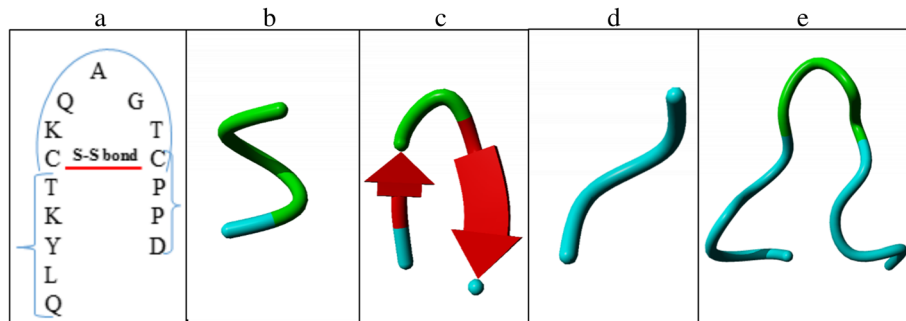 a b c d e
A
Q G
K T
C S-S bond C
T P
K P
Y D
L
Q